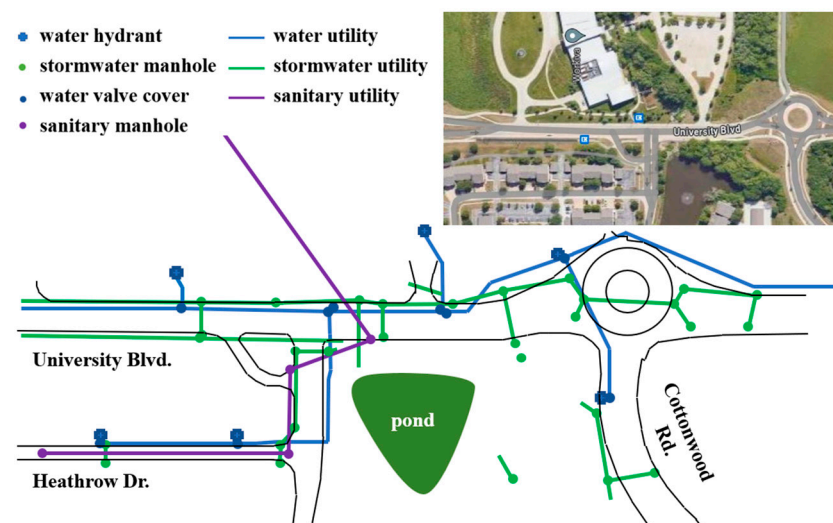 water hydrant
stormwater manhole
water valve cover
sanitary manhole
water utility
stormwater utility
sanitary utility
Workiva
University Blvd
University Blvd.
pond
Cottonwood
Rd.
Heathrow Dr.